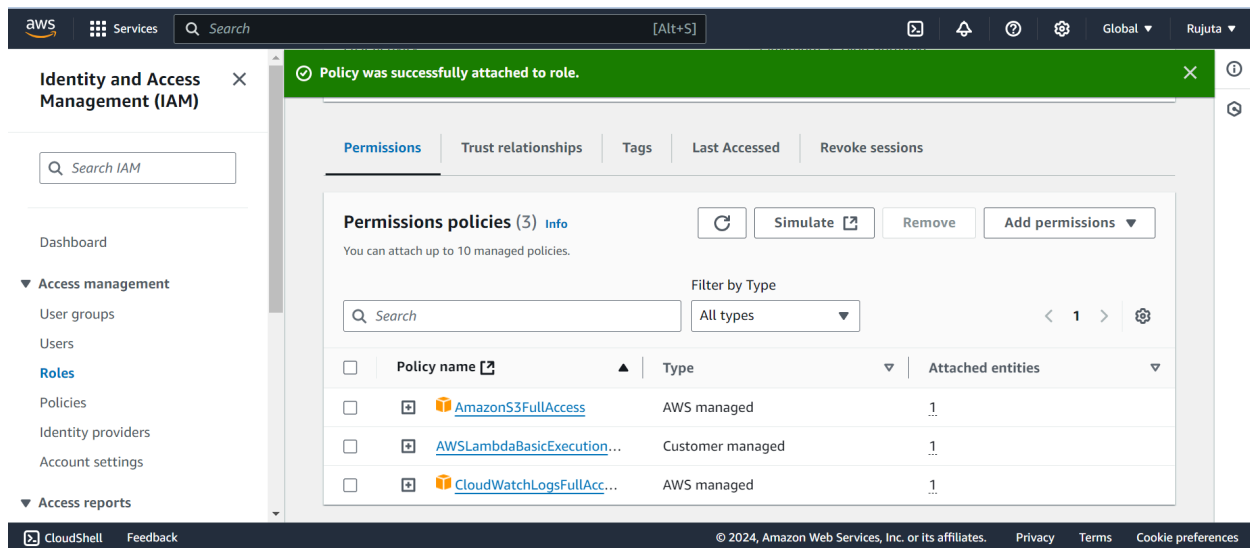 aws
Services
Search
[Alt+S]
Global
Rujuta
Identity and Access
Management (IAM)
Search IAM
Dashboard
Access management
User groups
Users
Roles
Policies
Identity providers
Account settings
Access reports
Policy was successfully attached to role.
Permissions
Trust relationships
Tags
Last Accessed
Revoke sessions
Permissions policies (3) Info
You can attach up to 10 managed policies.
Simulate
Remove
Add permissions
Filter by Type
Search
All types
1
Policy name
Type
Attached entities
AmazonS3FullAccess
AWS managed
1
AWSLambdaBasicExecution...
Customer managed
1
CloudWatchLogsFullAcc...
AWS managed
1
CloudShell
Feedback
© 2024, Amazon Web Services, Inc. or its affiliates.
Privacy
Terms
Cookie preferences